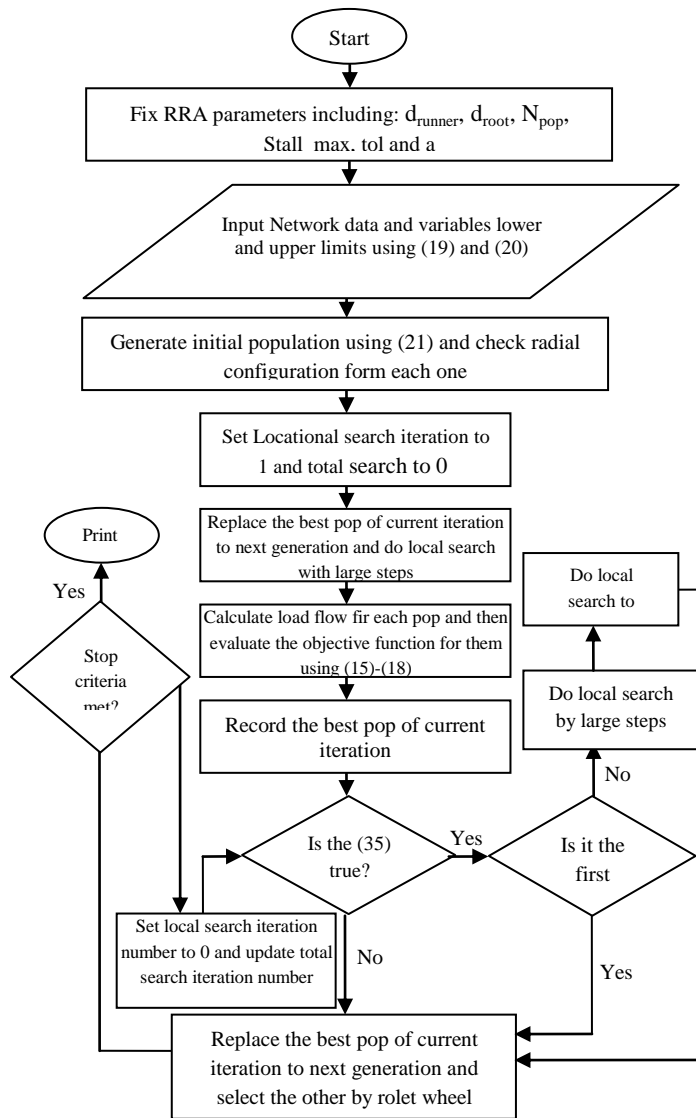 Start
Fix RRA parameters including: d_runner, d_root, N_pop,
Stall_max, tol and a
Input Network data and variables lower
and upper limits using (19) and (20)
Generate initial population using (21) and check radial
configuration form each one
Set Locational search iteration to
1 and total search to 0
Replace the best pop of current iteration
to next generation and do local search
with large steps
Calculate load flow fir each pop and then
evaluate the objective function for them
using (15)-(18)
Record the best pop of current
iteration
Is the (35)
true?
Yes
No
Is it the
first
No
Yes
Do local search
by large steps
Do local
search to
Set local search iteration
number to 0 and update total
search iteration number
Replace the best pop of current
iteration to next generation and
select the other by rolet wheel
Stop
criteria
met?
Yes
Print